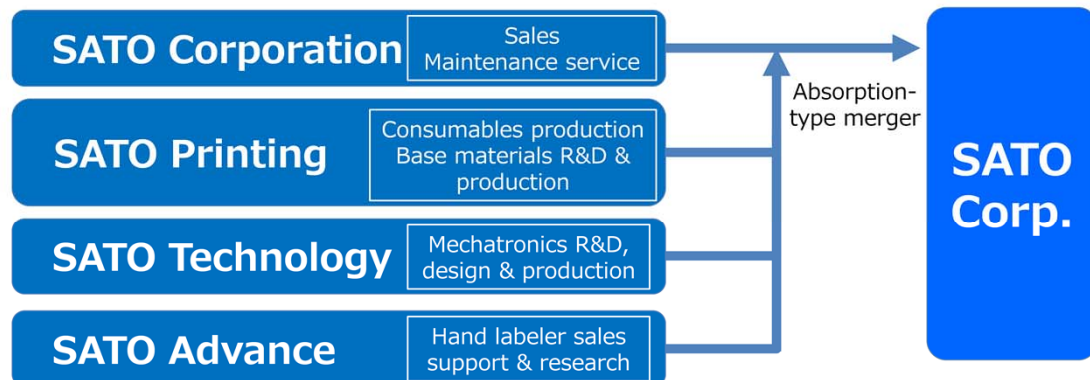 SATO Corporation
Sales
Maintenance service
SATO Printing
Consumables production
Base materials R&D &
production
SATO Technology
Mechatronics R&D,
design & production
SATO Advance
Hand labeler sales
support & research
Absorption-
type merger
SATO
Corp.